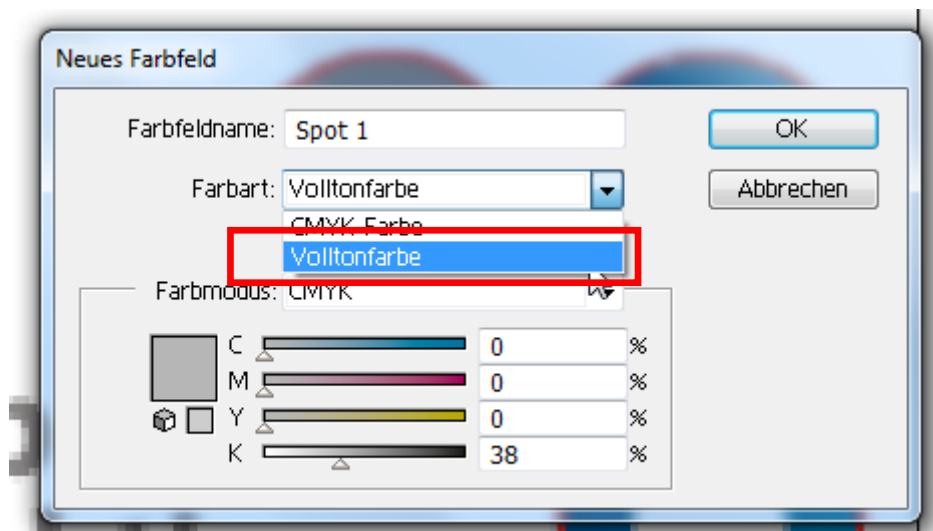 Neues Farbfeld
Farbfeldname: Spot 1 OK
Farbart: Volltonfarbe Abbrechen
CMYK-Farbe
Volltonfarbe
Farbmodus: CMYK
C 0 %
M 0 %
Y 0 %
K 38 %